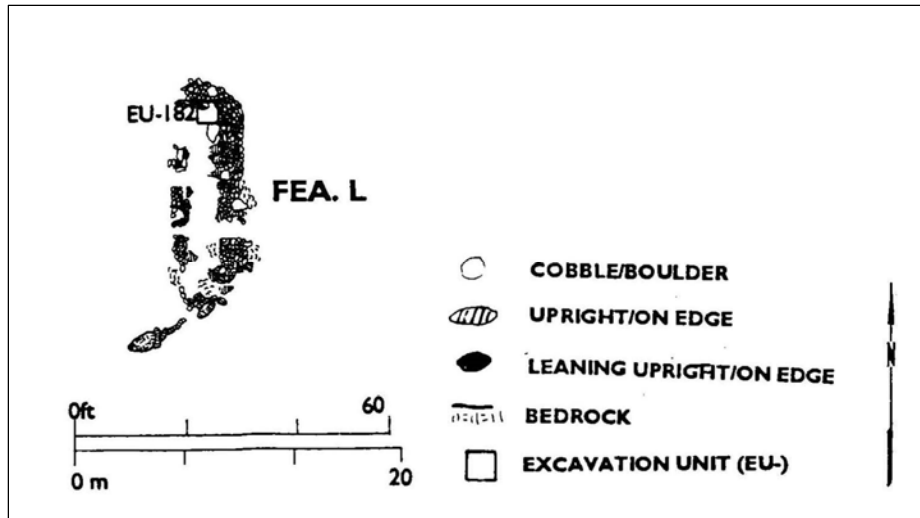 EU-182
FEA. L
COBBLE/BOULDER
UPRIGHT/ON EDGE
LEANING UPRIGHT/ON EDGE
BEDROCK
EXCAVATION UNIT (EU-)
N
0ft 60
0 m 20